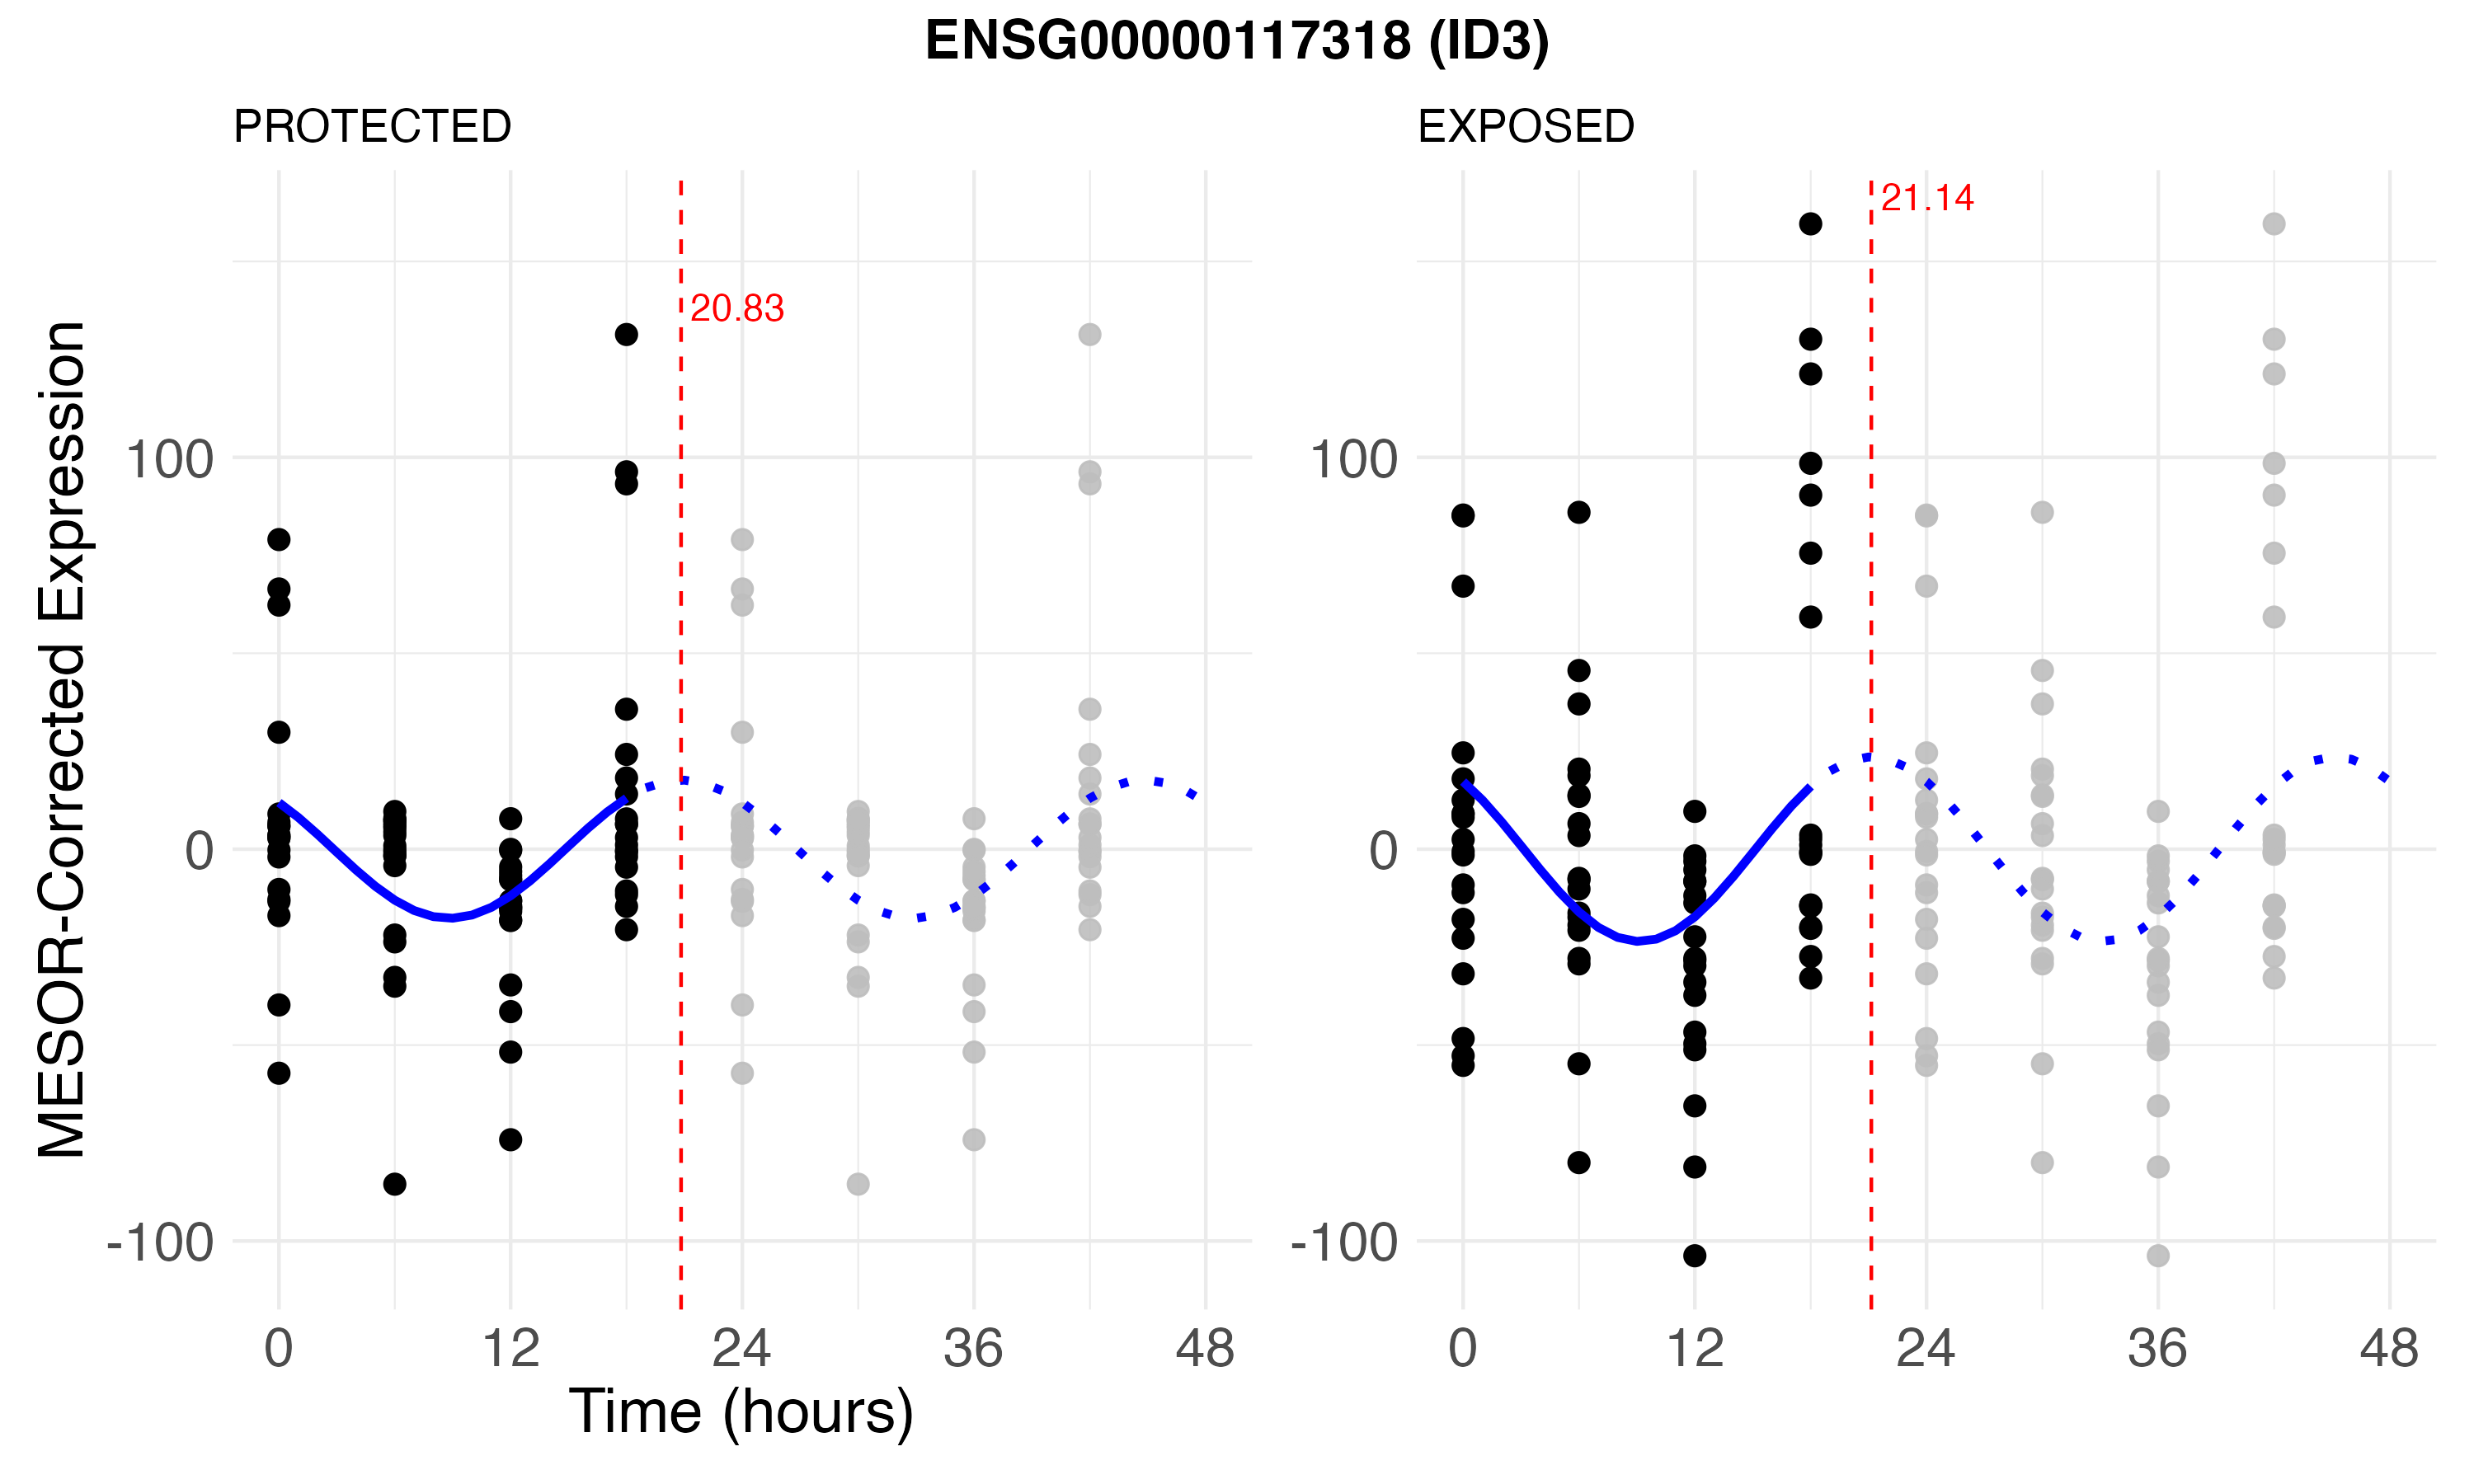 ENSG00000117318 (ID3)
PROTECTED
EXPOSED
MESOR-Corrected Expression
100
0
-100
20.83
0 12 24 36 48
100
0
-100
21.14
0 12 24 36 48
Time (hours)